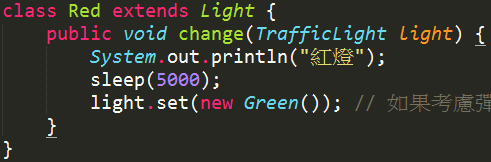 class Red extends Light {
    public void change(TrafficLight light) {
        System.out.println("紅燈");
        sleep(5000);
        light.set(new Green()); // 如果考慮彈
    }
}